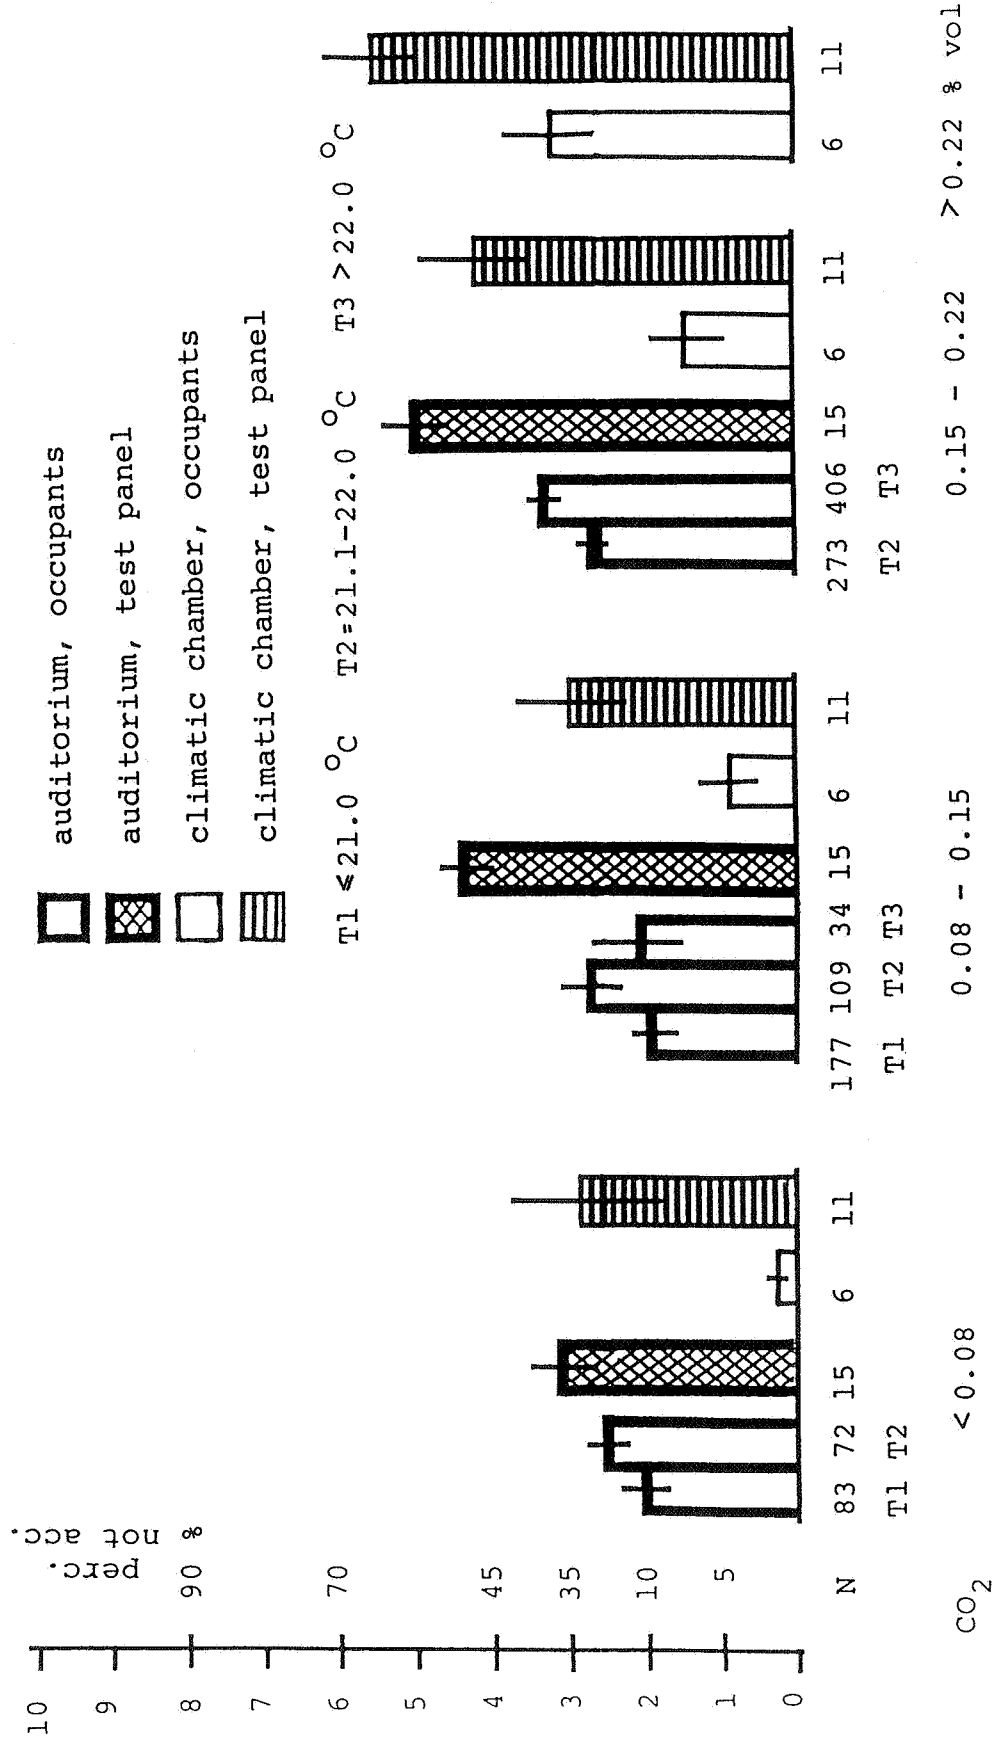 auditorium, occupants
auditorium, test panel
climatic chamber, occupants
climatic chamber, test panel
T1 ⩽21.0 °C T2=21.1-22.0 °C T3 >22.0 °C
perc.
% not acc.
10
9
8 90
7
6 70
5
4 45
3 35
2 10
1 5
0
N 83 72 15 6 11 177 109 34 15 6 11 273 406 15 6 11 6 11
T1 T2 T1 T2 T3 T2 T3
CO2 <0.08 0.08 - 0.15 0.15 - 0.22 >0.22 % vol